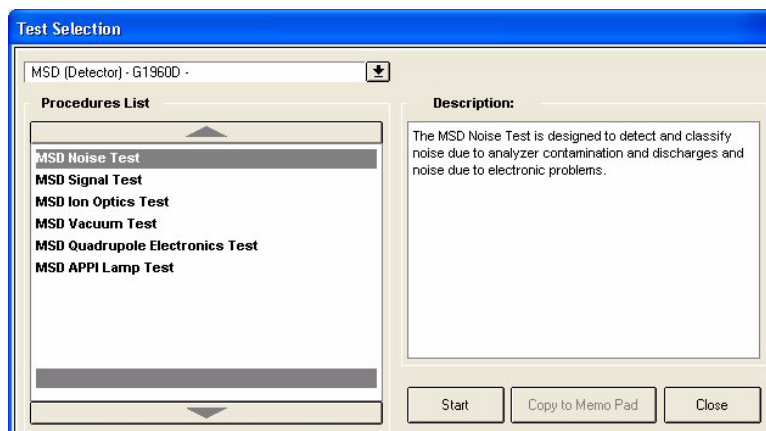 Test Selection
MSD (Detector) - G1960D -
Procedures List
MSD Noise Test
MSD Signal Test
MSD Ion Optics Test
MSD Vacuum Test
MSD Quadrupole Electronics Test
MSD APPI Lamp Test
Description:
The MSD Noise Test is designed to detect and classify
noise due to analyzer contamination and discharges and
noise due to electronic problems.
Start
Copy to Memo Pad
Close